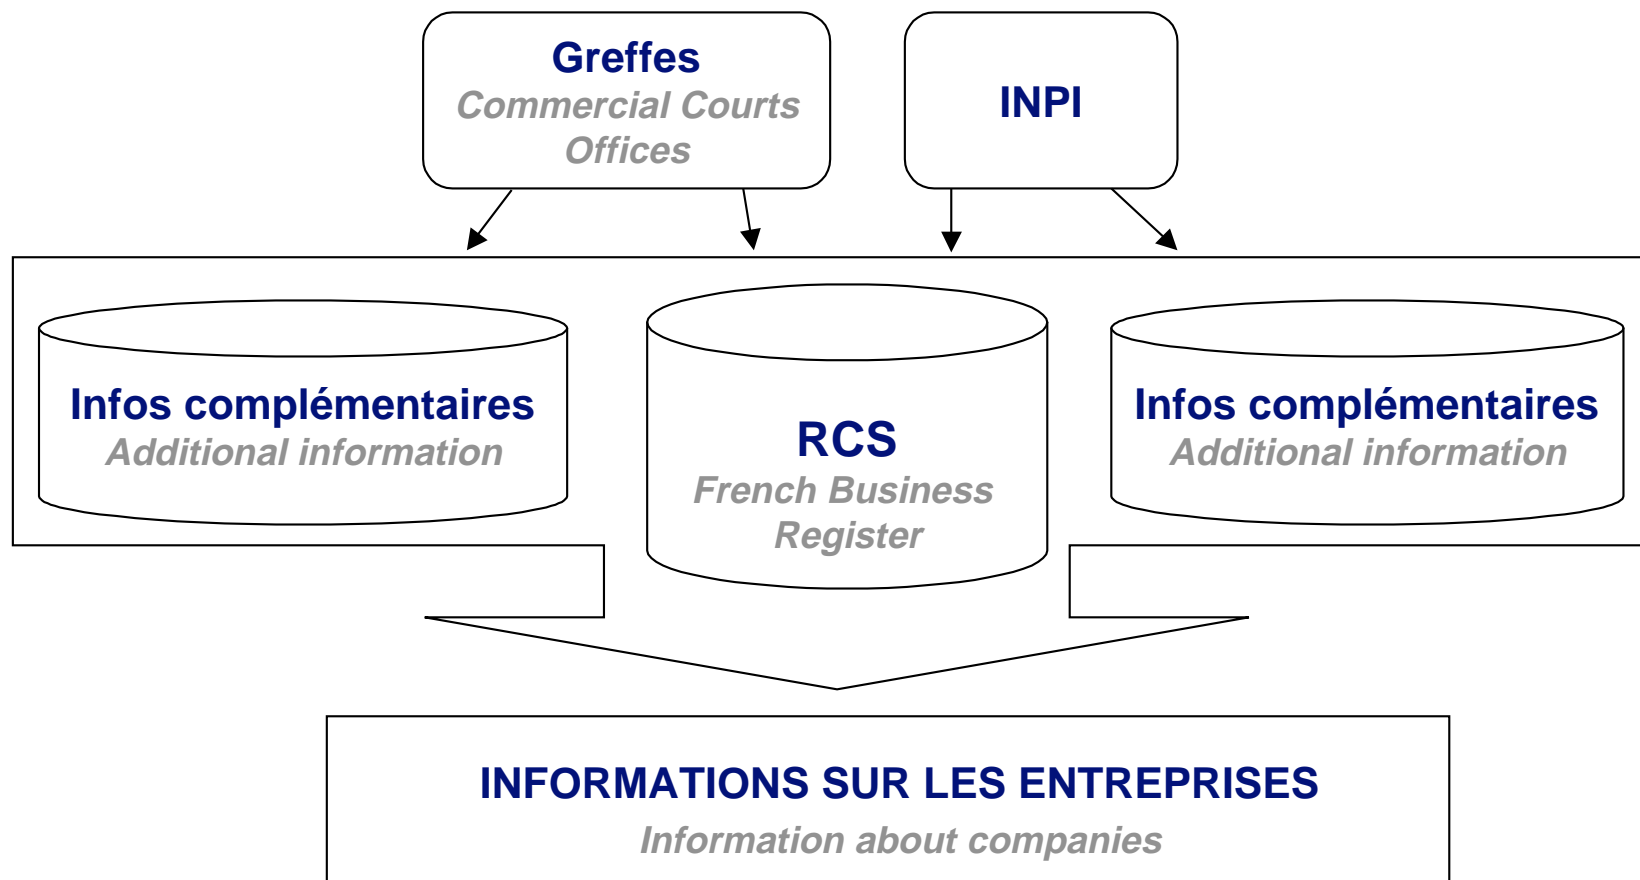 Greffes
Commercial Courts
Offices
INPI
Infos complémentaires
Additional information
RCS
French Business
Register
Infos complémentaires
Additional information
INFORMATIONS SUR LES ENTREPRISES
Information about companies